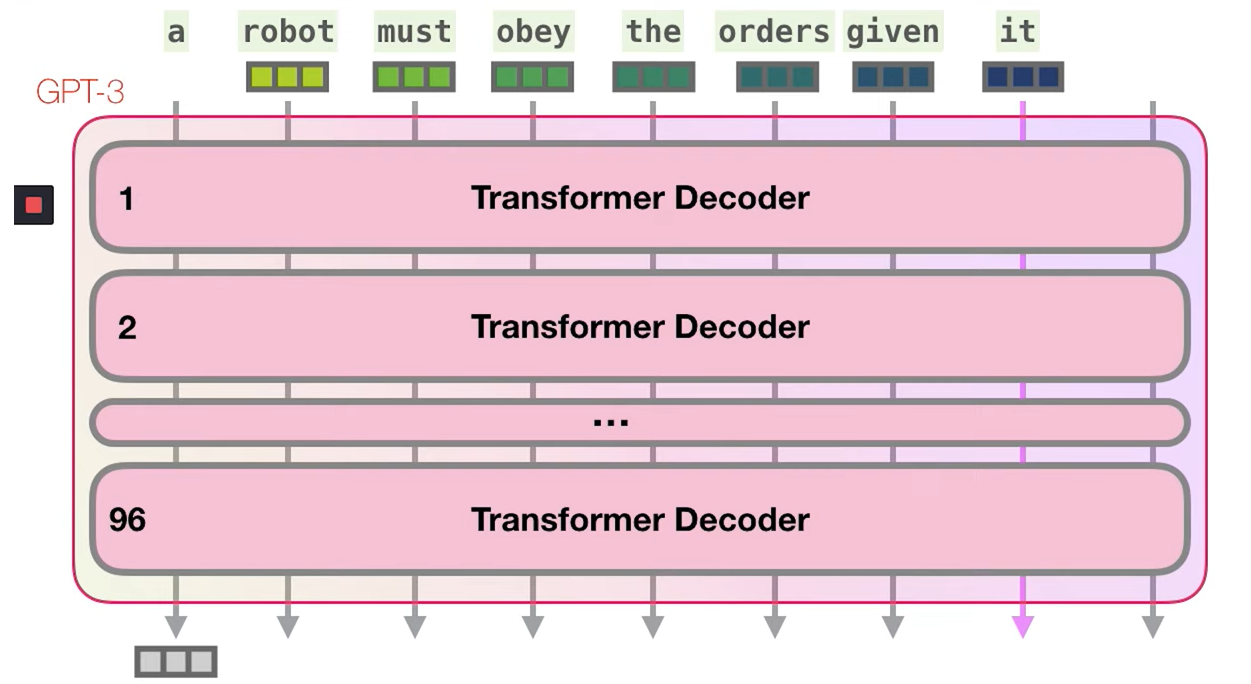 a robot must obey the orders given it
GPT-3
1 Transformer Decoder
2 Transformer Decoder
...
96 Transformer Decoder